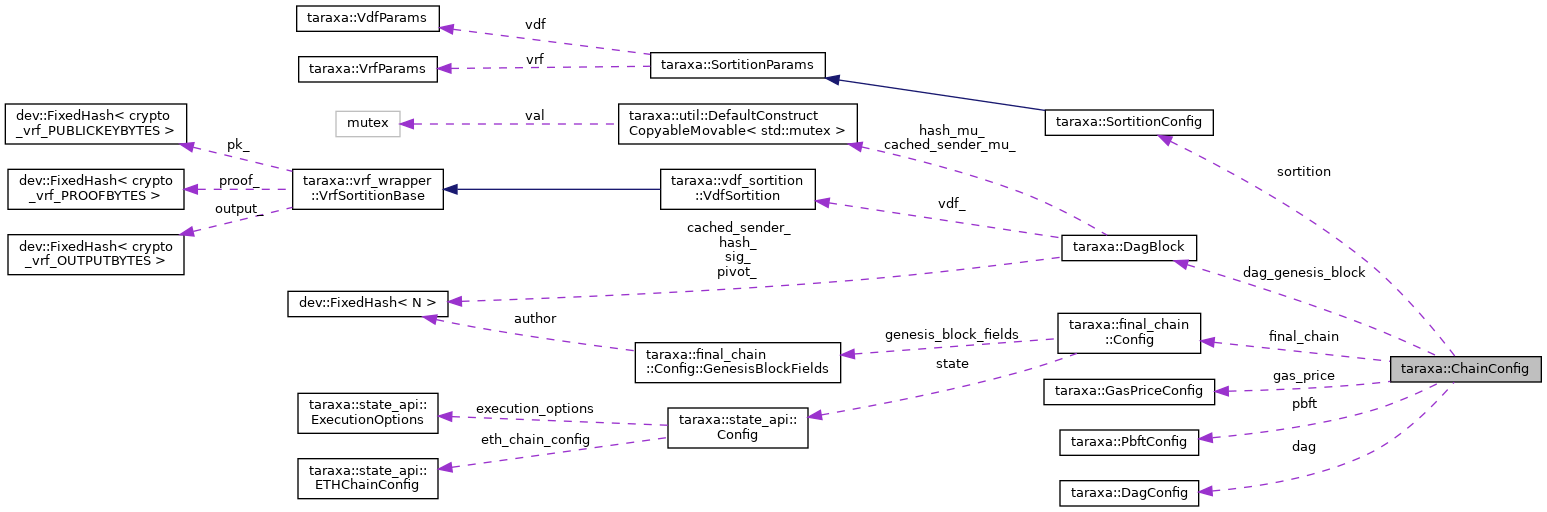 taraxa::VdfParams
vdf
taraxa::VrfParams
vrf
taraxa::SortitionParams
dev::FixedHash< crypto
_vrf_PUBLICKEYBYTES >
mutex
val
taraxa::util::DefaultConstruct
CopyableMovable< std::mutex >
taraxa::SortitionConfig
hash_mu_
cached_sender_mu_
pk_
dev::FixedHash< crypto
_vrf_PROOFBYTES >
proof_
taraxa::vrf_wrapper
::VrfSortitionBase
taraxa::vdf_sortition
::VdfSortition
sortition
vdf_
output_
dev::FixedHash< crypto
_vrf_OUTPUTBYTES >
cached_sender_
hash_
sig_
pivot_
taraxa::DagBlock
dag_genesis_block
dev::FixedHash< N >
author
taraxa::final_chain
::Config::GenesisBlockFields
genesis_block_fields
taraxa::final_chain
::Config
final_chain
state
taraxa::ChainConfig
gas_price
taraxa::GasPriceConfig
taraxa::state_api::
ExecutionOptions
execution_options
taraxa::state_api::
Config
pbft
taraxa::PbftConfig
eth_chain_config
taraxa::state_api::
ETHChainConfig
dag
taraxa::DagConfig